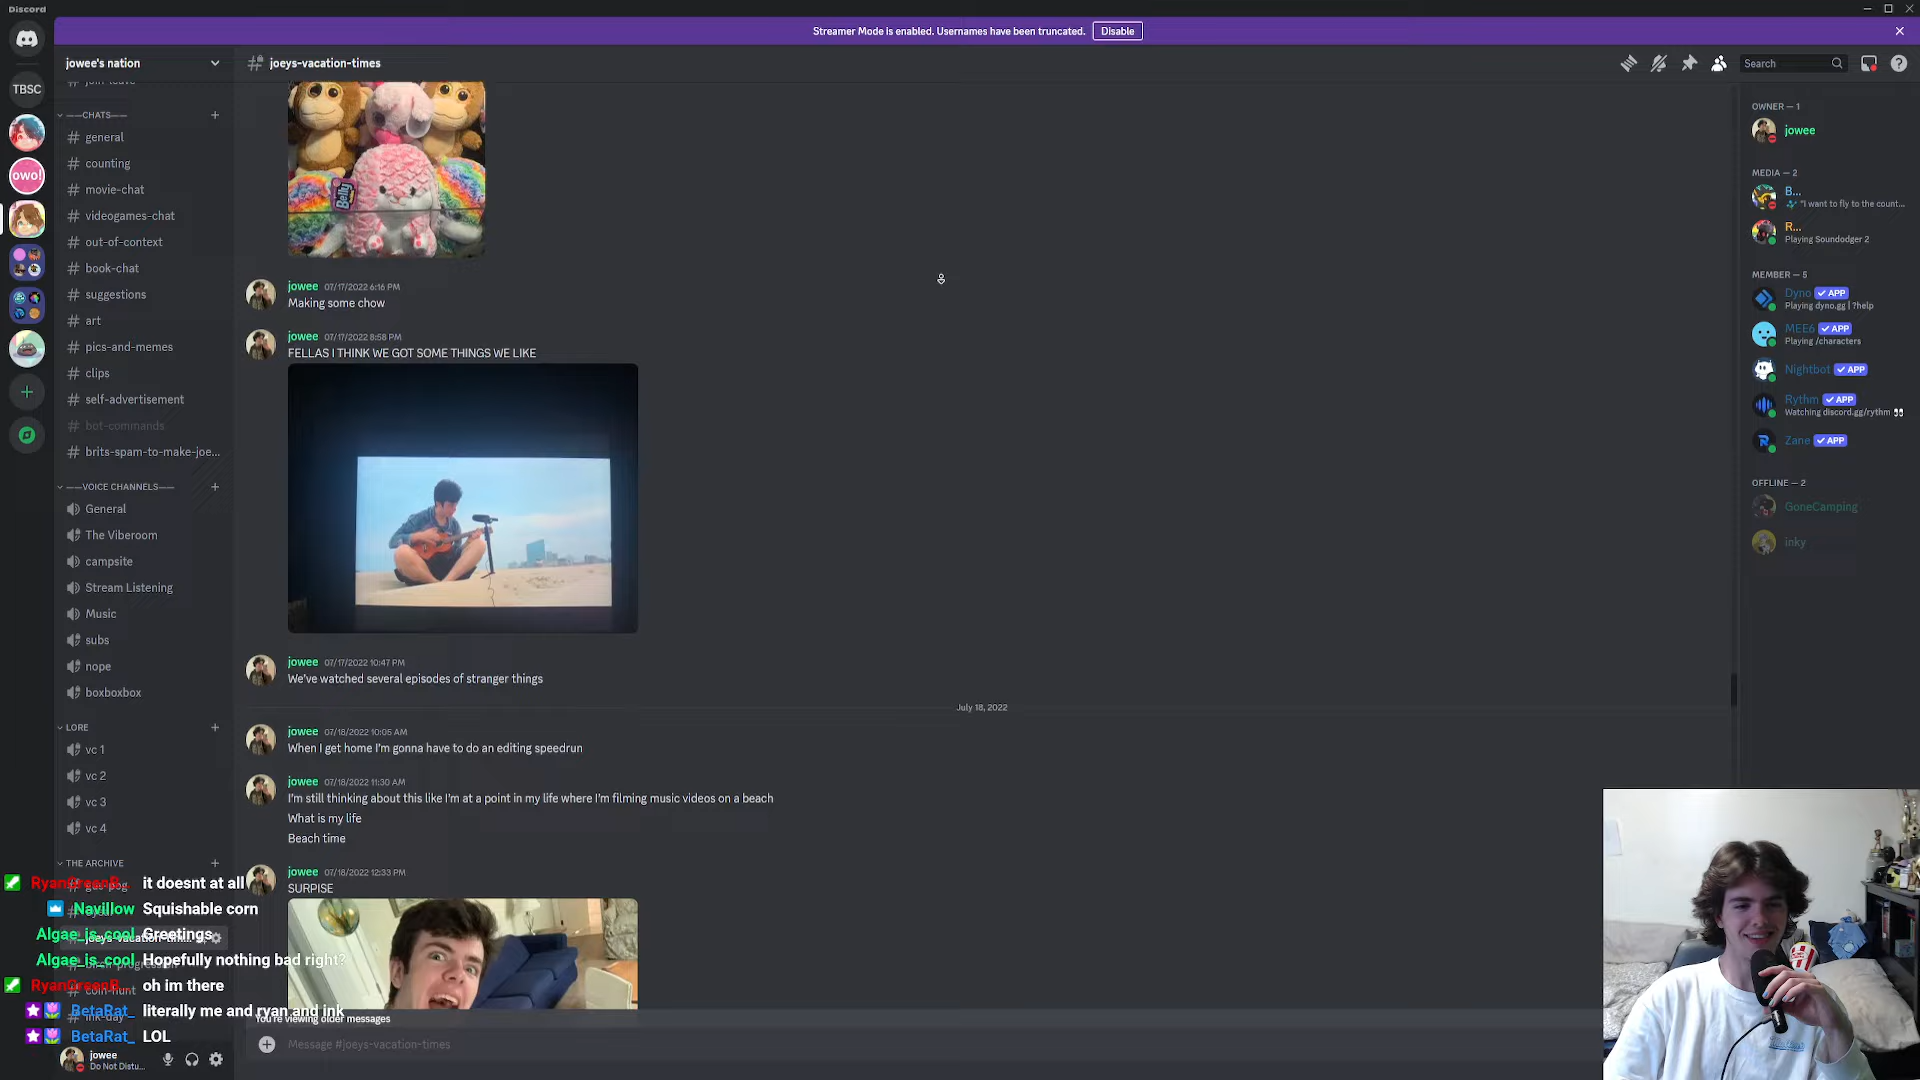 Discord
Streamer Mode is enabled. Usernames have been truncated.
Disable
jowee's nation
joeys-vacation-times
Search
TBSC
owo!
join-leave
——CHATS——
general
counting
movie-chat
videogames-chat
out-of-context
book-chat
suggestions
art
pics-and-memes
clips
self-advertisement
bot-commands
brits-spam-to-make-joe...
——VOICE CHANNELS——
General
The Viberoom
campsite
Stream Listening
Music
subs
nope
boxboxbox
LORE
vc 1
vc 2
vc 3
vc 4
THE ARCHIVE
Belly
jowee 07/17/2022 6:16 PM
Making some chow
jowee 07/17/2022 8:58 PM
FELLAS I THINK WE GOT SOME THINGS WE LIKE
jowee 07/17/2022 10:47 PM
We've watched several episodes of stranger things
July 18, 2022
jowee 07/18/2022 10:05 AM
When I get home I'm gonna have to do an editing speedrun
jowee 07/18/2022 11:30 AM
I'm still thinking about this like I'm at a point in my life where I'm filming music videos on a beach
What is my life
Beach time
jowee 07/18/2022 12:33 PM
SURPISE
You're viewing older messages
Message #joeys-vacation-times
OWNER — 1
jowee
MEDIA — 2
B...
"I want to fly to the count...
R...
Playing Soundodger 2
MEMBER — 5
Dyno APP
Playing dyno.gg | ?help
MEE6 APP
Playing /characters
Nightbot APP
Rythm APP
Watching discord.gg/rythm
Zane APP
OFFLINE — 2
GoneCamping
inky
it doesnt at all
Navillow Squishable corn
Algae_is_cool Greetings
Algae_is_cool Hopefully nothing bad right?
oh im there
BetaRat_ literally me and ryan and ink
BetaRat_ LOL
jowee
Do Not Distu...